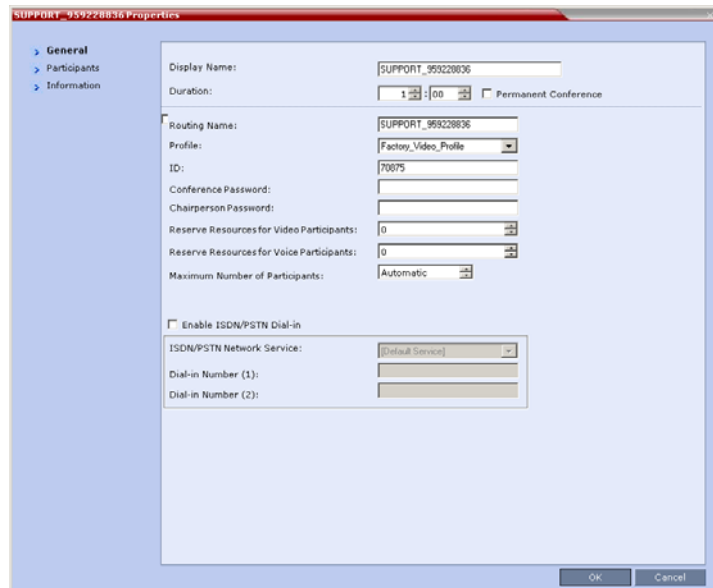 SUPPORT_959228836 Properties
General
Participants
Information
Display Name: SUPPORT_959228836
Duration: 1 : 00 Permanent Conference
Routing Name: SUPPORT_959228836
Profile: Factory_Video_Profile
ID: 70875
Conference Password:
Chairperson Password:
Reserve Resources for Video Participants: 0
Reserve Resources for Voice Participants: 0
Maximum Number of Participants: Automatic
Enable ISDN/PSTN Dial-in
ISDN/PSTN Network Service: [Default Service]
Dial-in Number (1):
Dial-in Number (2):
OK Cancel